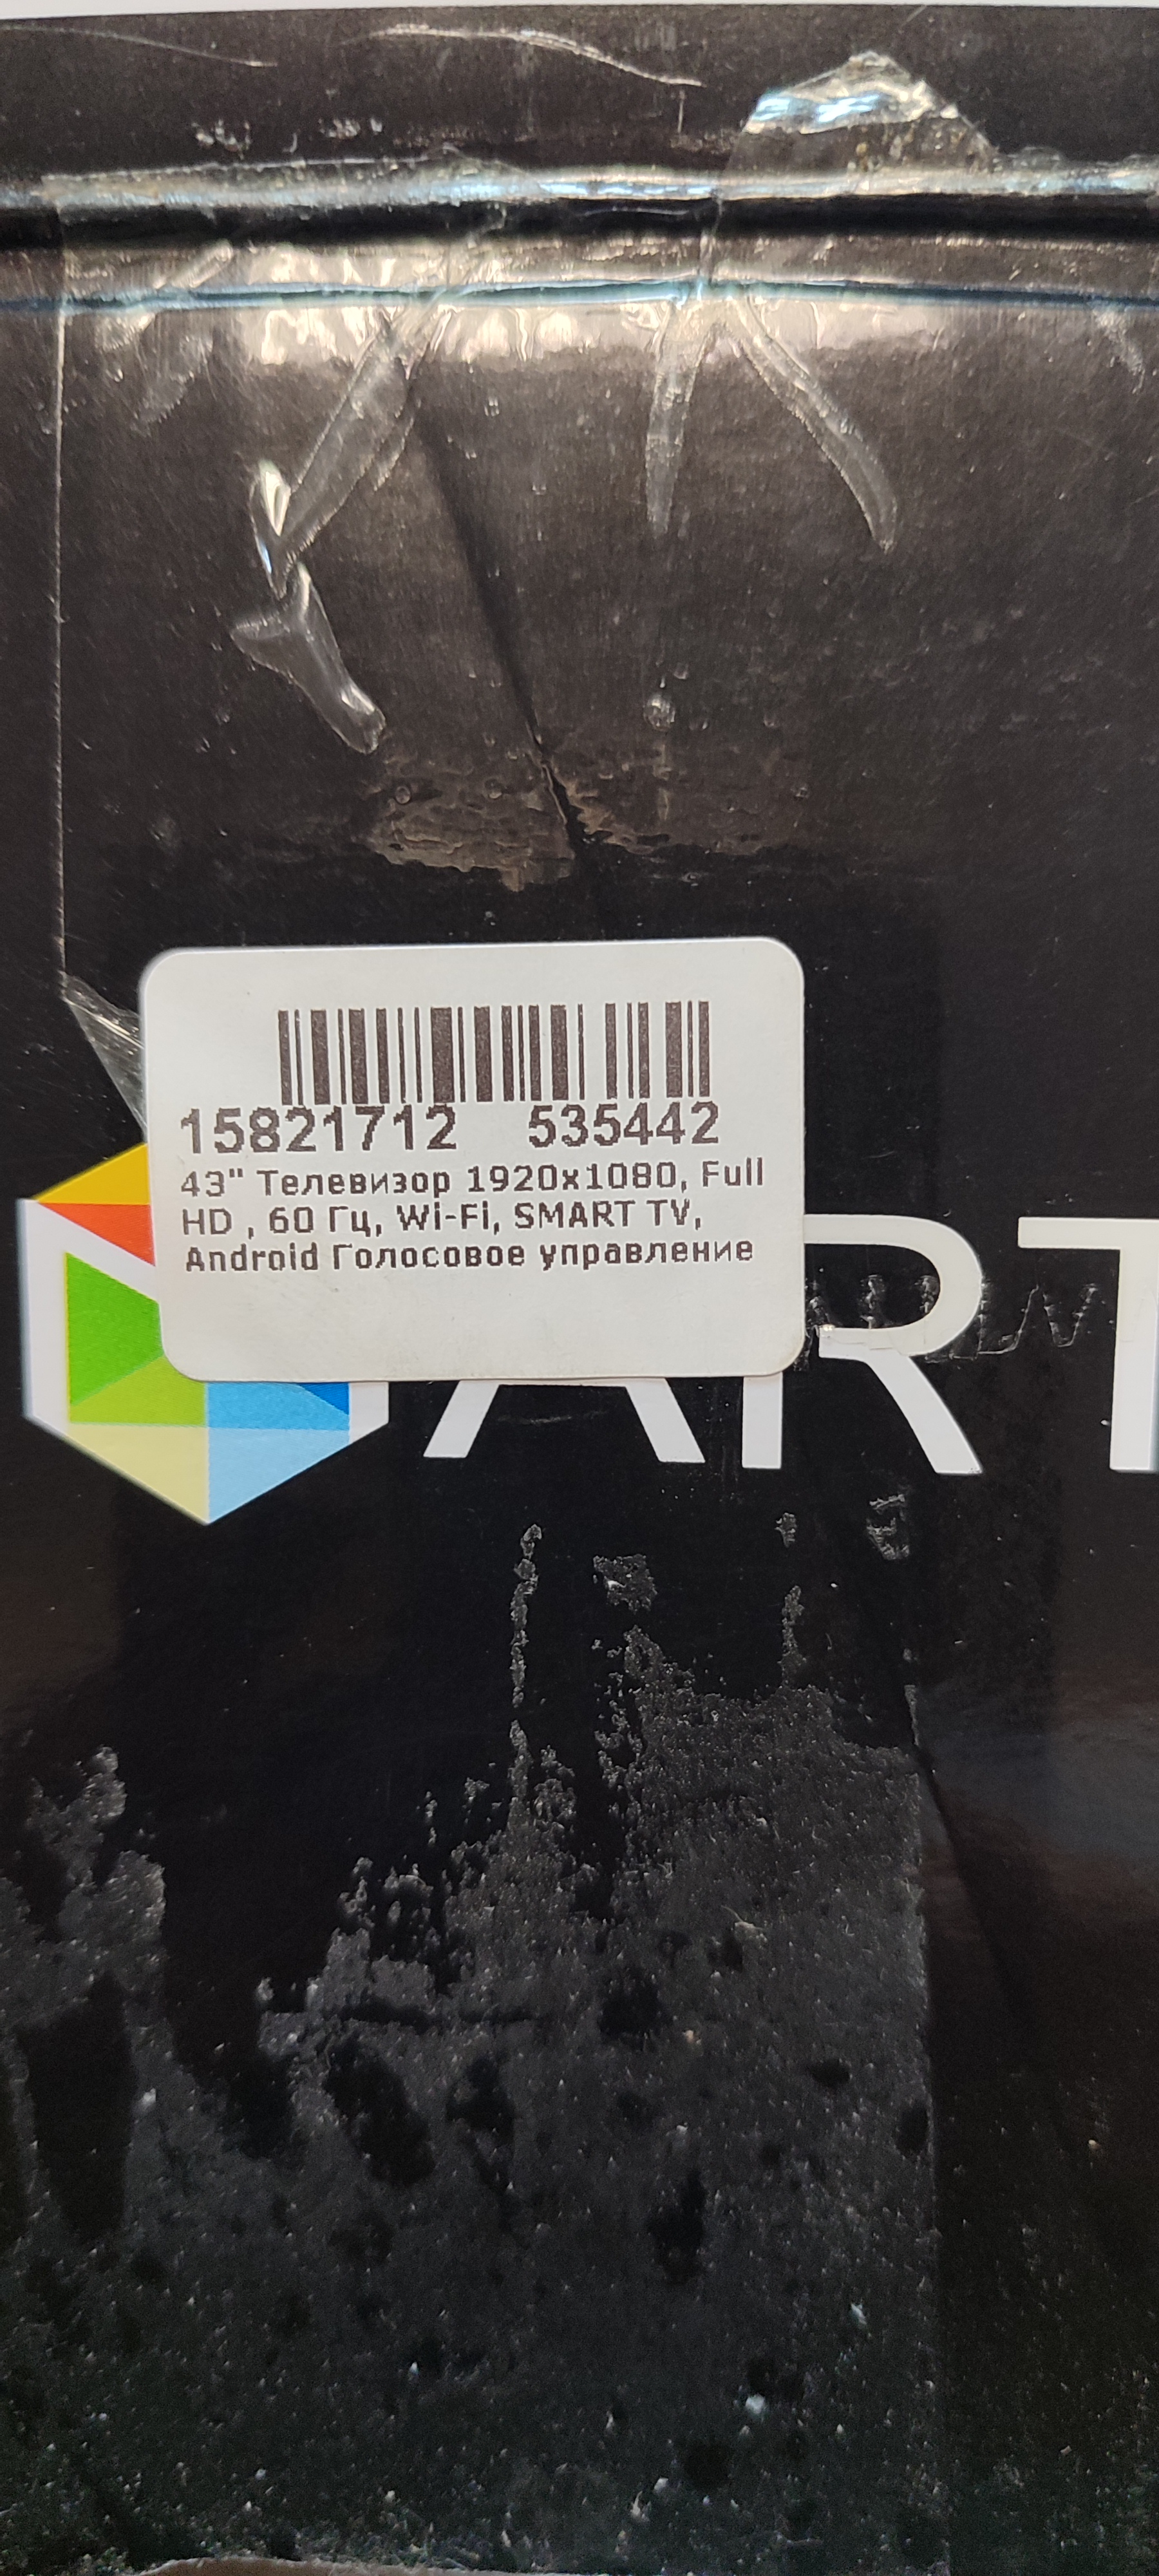 15821712 535442
43" Телевизор 1920x1080, Full
HD , 60 Гц, Wi-Fi, SMART TV,
Android Голосовое управление
ART